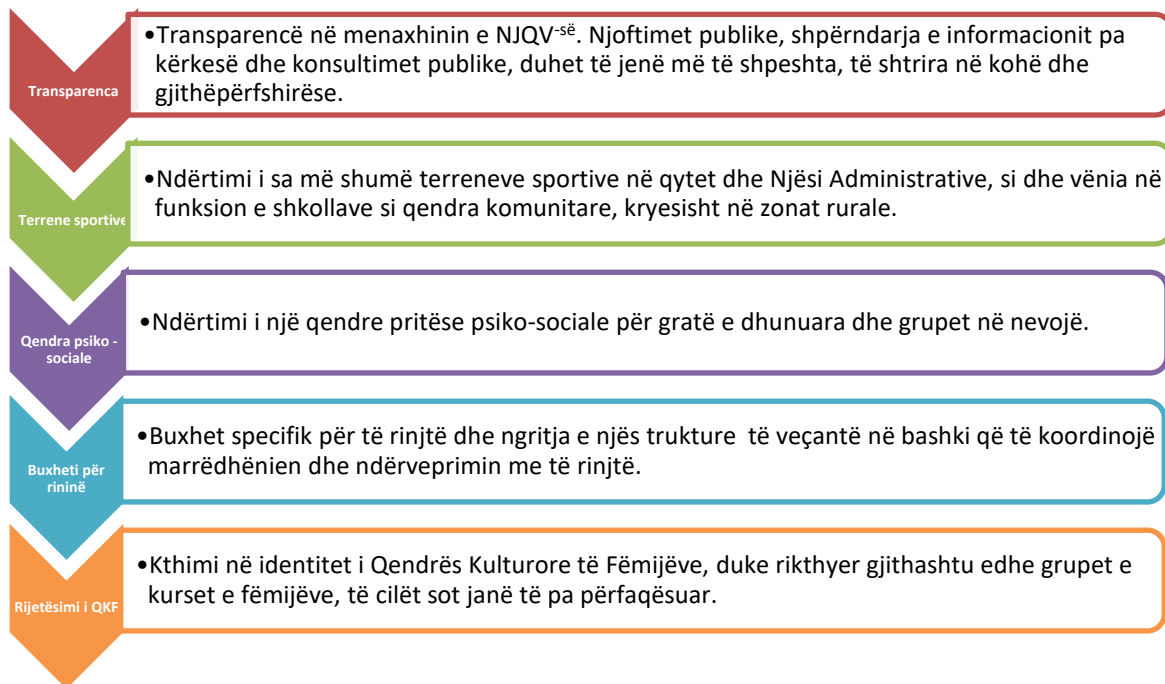 Transparenca
•Transparencë në menaxhinin e NJQV-së. Njoftimet publike, shpërndarja e informacionit pa
kërkesë dhe konsultimet publike, duhet të jenë më të shpeshta, të shtrira në kohë dhe
gjithëpërfshirëse.
Terrene sportive
•Ndërtimi i sa më shumë terreneve sportive në qytet dhe Njësi Administrative, si dhe vënia në
funksion e shkollave si qendra komunitare, kryesisht në zonat rurale.
Qendra psiko -
sociale
•Ndërtimi i një qendre pritëse psiko-sociale për gratë e dhunuara dhe grupet në nevojë.
Buxheti për
rininë
•Buxhet specifik për të rinjtë dhe ngritja e njës trukture të veçantë në bashki që të koordinojë
marrëdhënien dhe ndërveprimin me të rinjtë.
Rijetësimi i QKF
•Kthimi në identitet i Qendrës Kulturore të Fëmijëve, duke rikthyer gjithashtu edhe grupet e
kurset e fëmijëve, të cilët sot janë të pa përfaqësuar.